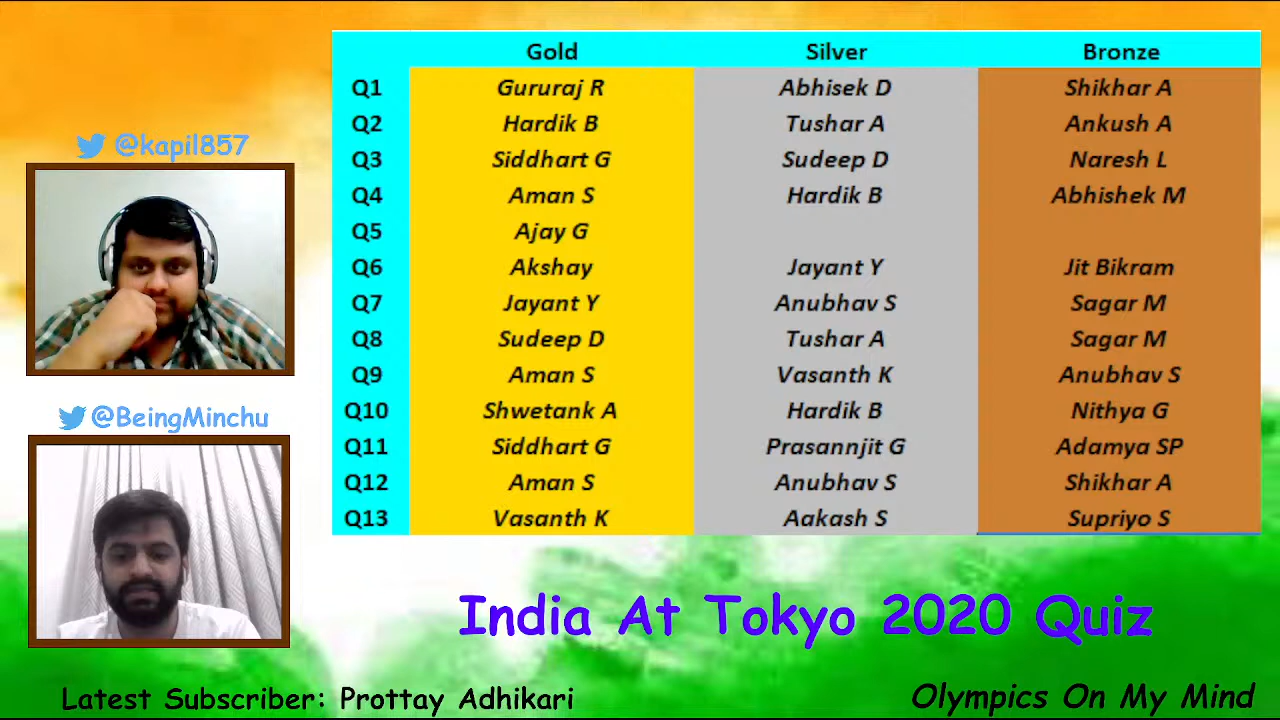 Gold Silver Bronze
Q1 Gururaj R Abhisek D Shikhar A
Q2 Hardik B Tushar A Ankush A
Q3 Siddhart G Sudeep D Naresh L
Q4 Aman S Hardik B Abhishek M
Q5 Ajay G
Q6 Akshay Jayant Y Jit Bikram
Q7 Jayant Y Anubhav S Sagar M
Q8 Sudeep D Tushar A Sagar M
Q9 Aman S Vasanth K Anubhav S
Q10 Shwetank A Hardik B Nithya G
Q11 Siddhart G Prasannjit G Adamya SP
Q12 Aman S Anubhav S Shikhar A
Q13 Vasanth K Aakash S Supriyo S
@kapil857
@BeingMinchu
India At Tokyo 2020 Quiz
Latest Subscriber: Prottay Adhikari
Olympics On My Mind